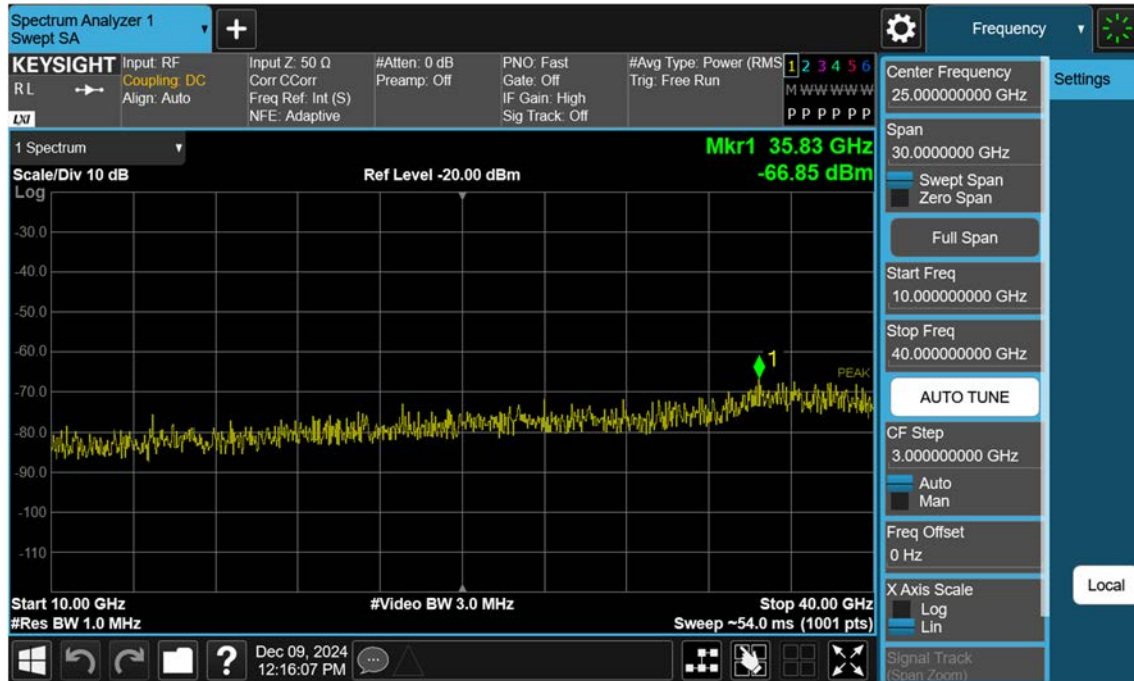 Spectrum Analyzer 1
Swept SA
+
Frequency
KEYSIGHT
RL
LXI
Input: RF
Coupling: DC
Align: Auto
Input Z: 50 Ω
Corr CCorr
Freq Ref: Int (S)
NFE: Adaptive
#Atten: 0 dB
Preamp: Off
PNO: Fast
Gate: Off
IF Gain: High
Sig Track: Off
#Avg Type: Power (RMS
Trig: Free Run
1 2 3 4 5 6
M W W W W W
P P P P P P
1 Spectrum
Mkr1 35.83 GHz
Scale/Div 10 dB
Ref Level -20.00 dBm
-66.85 dBm
Log
-30.0
-40.0
-50.0
-60.0
1
PEAK
-70.0
-80.0
-90.0
-100
-110
Start 10.00 GHz
#Video BW 3.0 MHz
Stop 40.00 GHz
#Res BW 1.0 MHz
Sweep ~54.0 ms (1001 pts)
?
Dec 09, 2024
12:16:07 PM
Center Frequency
25.000000000 GHz
Span
30.0000000 GHz
Swept Span
Zero Span
Full Span
Start Freq
10.000000000 GHz
Stop Freq
40.000000000 GHz
AUTO TUNE
CF Step
3.000000000 GHz
Auto
Man
Freq Offset
0 Hz
X Axis Scale
Log
Lin
Signal Track
(Span Zoom)
Settings
Local